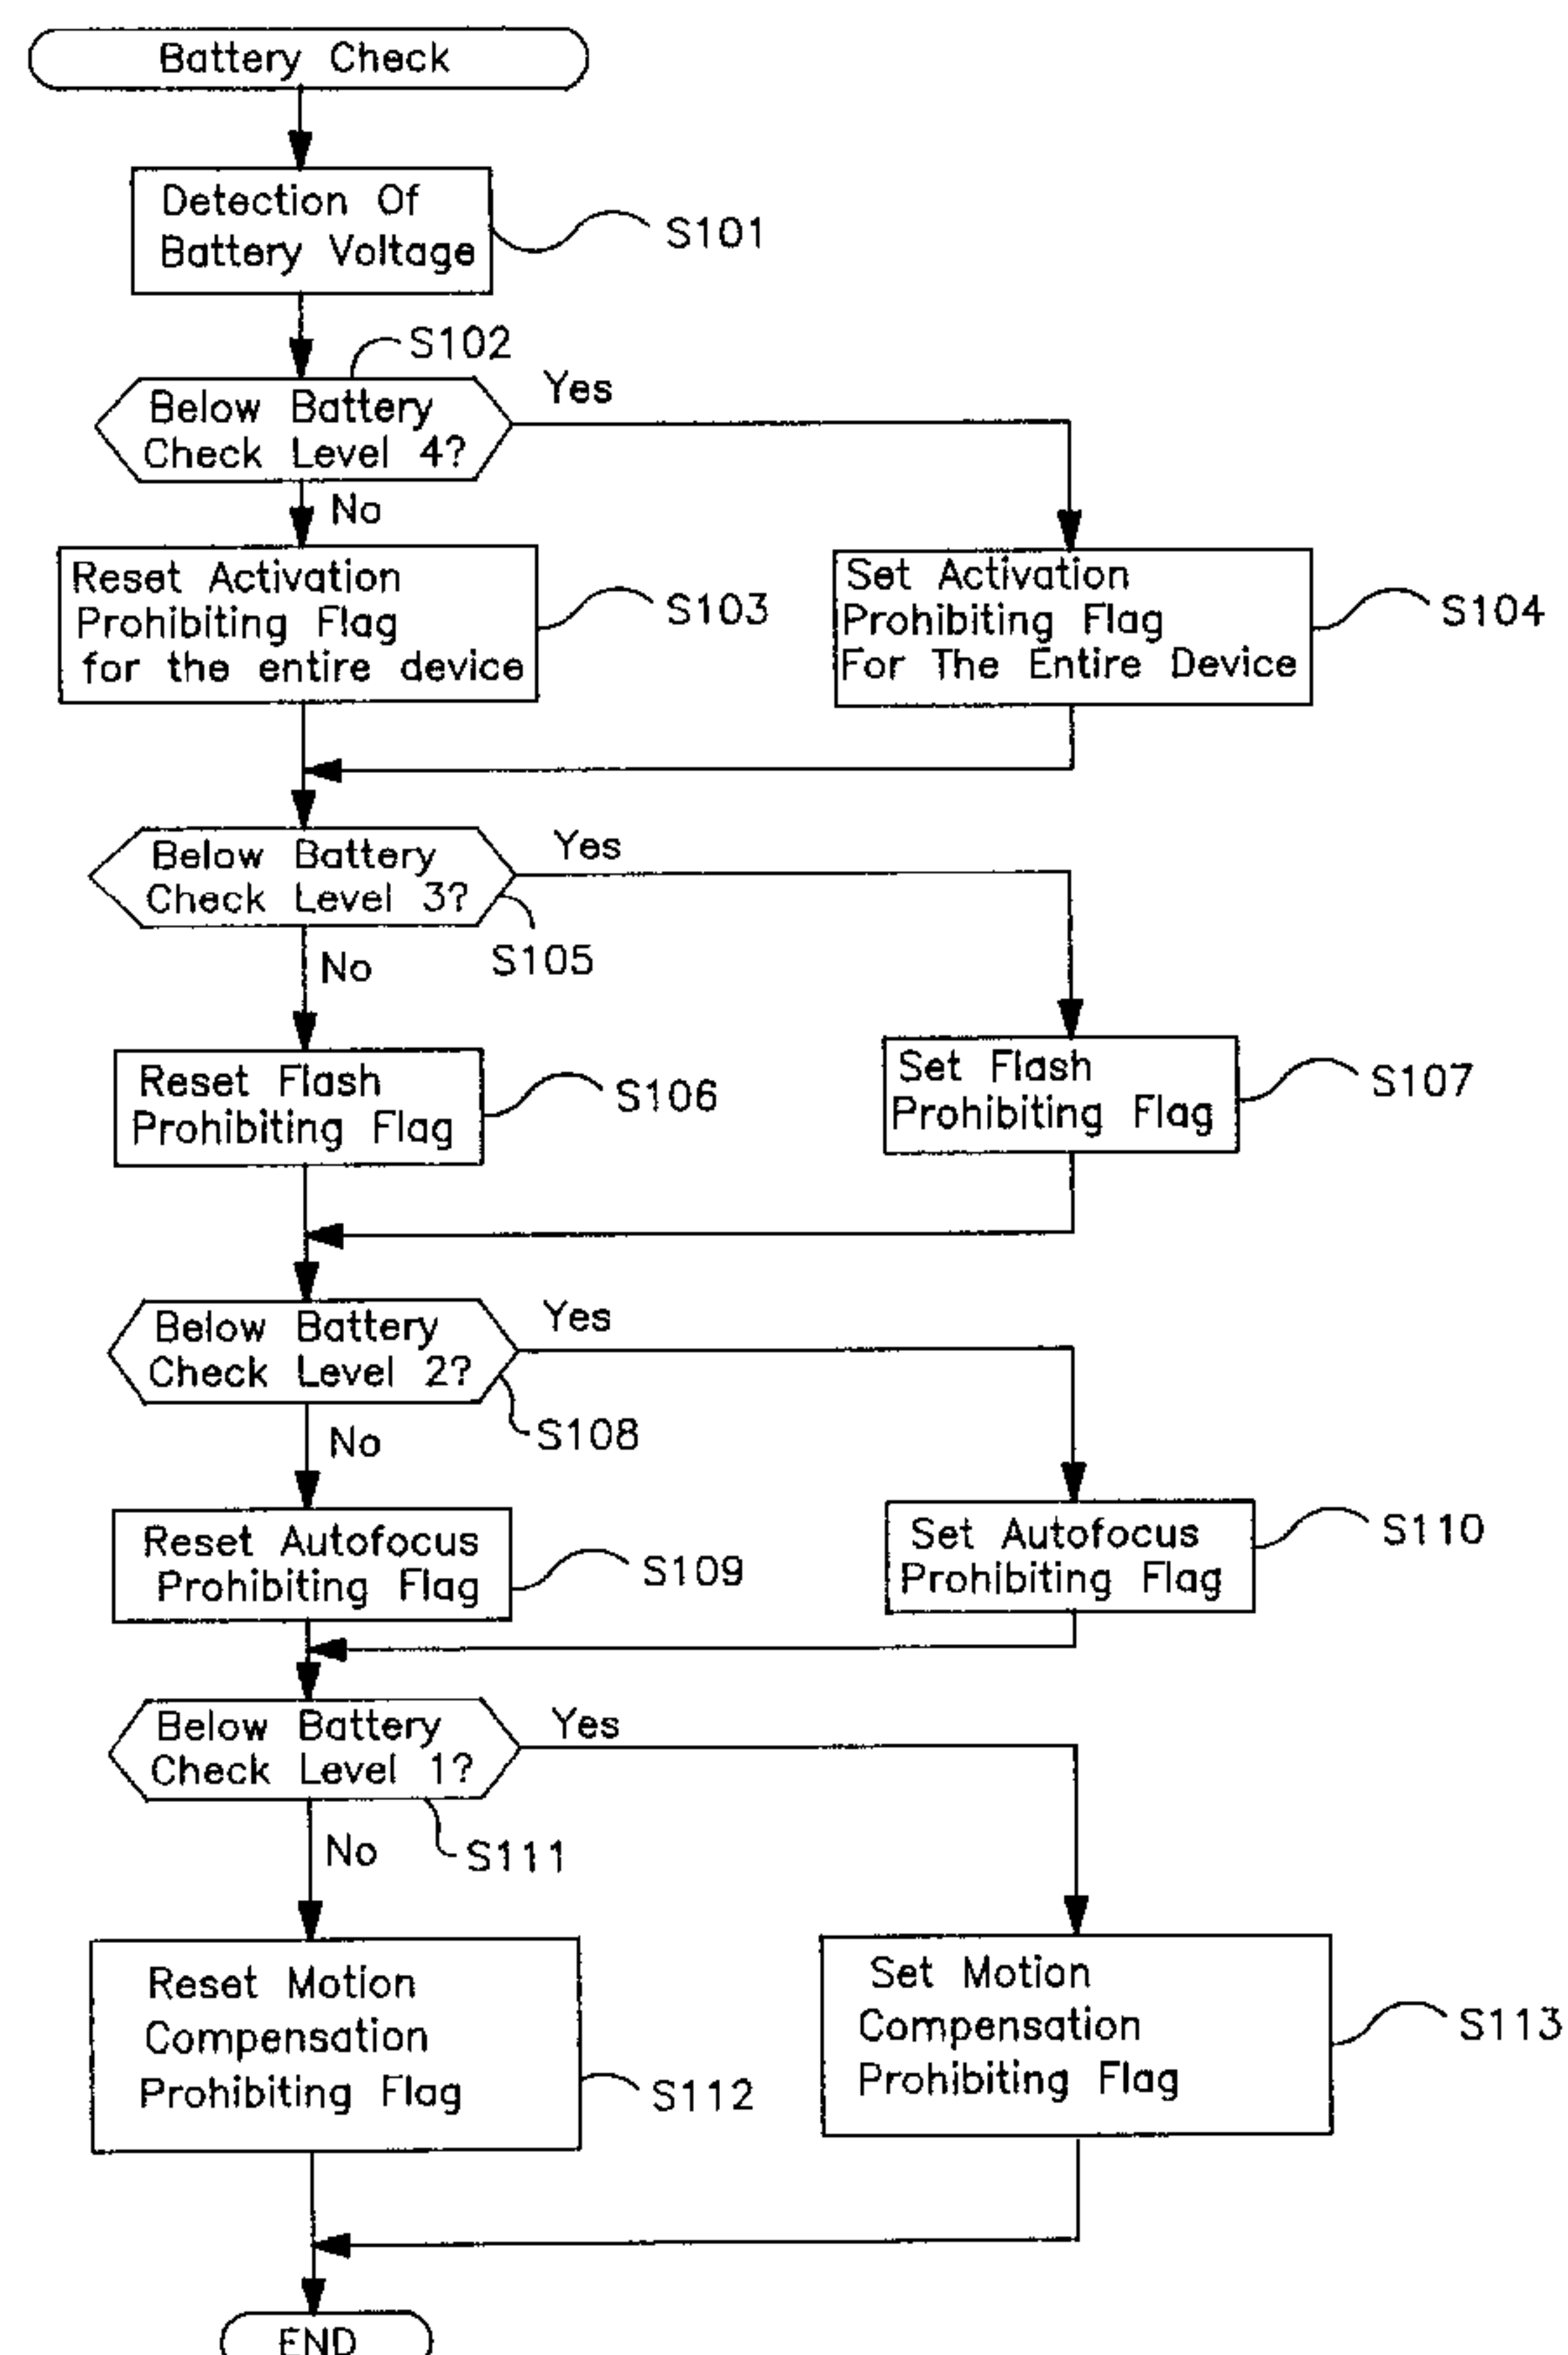 Battery Check
Detection Of
Battery Voltage
S101
S102
Below Battery
Check Level 4?
Yes
No
Reset Activation
Prohibiting Flag
for the entire device
S103
Set Activation
Prohibiting Flag
For The Entire Device
S104
Below Battery
Check Level 3?
Yes
S105
No
Reset Flash
Prohibiting Flag
S106
Set Flash
Prohibiting Flag
S107
Below Battery
Check Level 2?
Yes
S108
No
Reset Autofocus
Prohibiting Flag
S109
Set Autofocus
Prohibiting Flag
S110
Below Battery
Check Level 1?
Yes
S111
No
Reset Motion
Compensation
Prohibiting Flag
S112
Set Motion
Compensation
Prohibiting Flag
S113
END